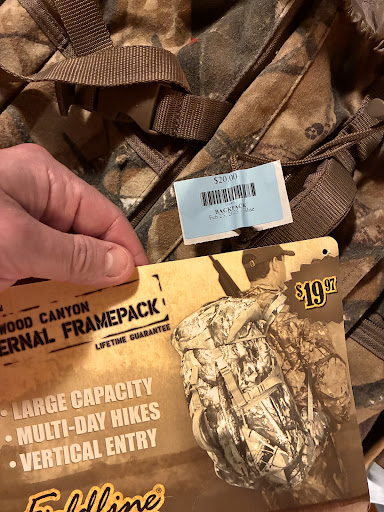 $20.00
BACKPACK
$19.97
WOOD CANYON
ERNAL FRAMEPACK
LIFETIME GUARANTEE
• LARGE CAPACITY
• MULTI-DAY HIKES
• VERTICAL ENTRY
Fieldline®